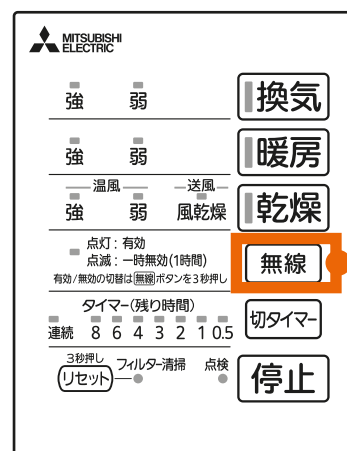 MITSUBISHI
ELECTRIC
強 弱 換気
強 弱 暖房
温風 送風
強 弱 風乾燥 乾燥
点灯：有効
点滅：一時無効(1時間)
有効/無効の切替は無線ボタンを3秒押し
無線
タイマー(残り時間)
連続 8 6 4 3 2 1 0.5
切タイマー
3秒押し
リセット フィルター清掃 点検
停止